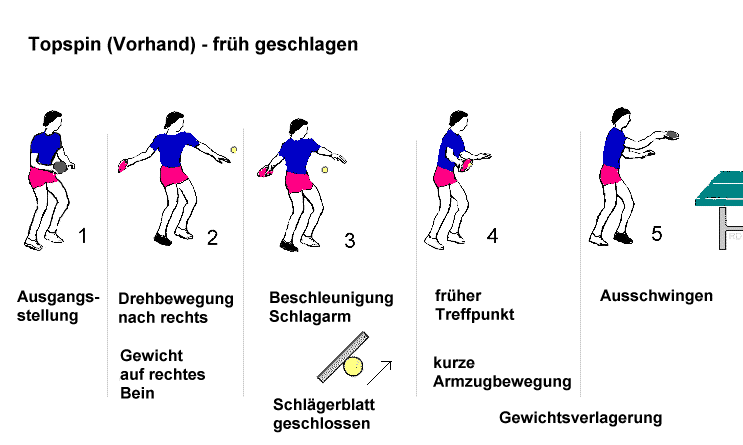 Topspin (Vorhand) - früh geschlagen
1
2
3
4
5
Ausgangs-
stellung
Drehbewegung
nach rechts
Gewicht
auf rechtes
Bein
Beschleunigung
Schlagarm
Schlägerblatt
geschlossen
früher
Treffpunkt
kurze
Armzugbewegung
Ausschwingen
Gewichtsverlagerung